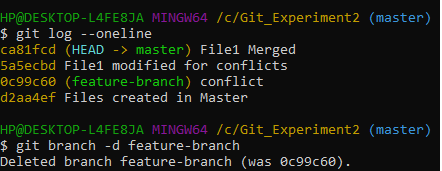 HP@DESKTOP-L4FE8JA MINGW64 /c/Git_Experiment2 (master)
$ git log --oneline
ca81fcd (HEAD -> master) File1 Merged
5a5ecbd File1 modified for conflicts
0c99c60 (feature-branch) conflict
d2aa4ef Files created in Master
HP@DESKTOP-L4FE8JA MINGW64 /c/Git_Experiment2 (master)
$ git branch -d feature-branch
Deleted branch feature-branch (was 0c99c60).